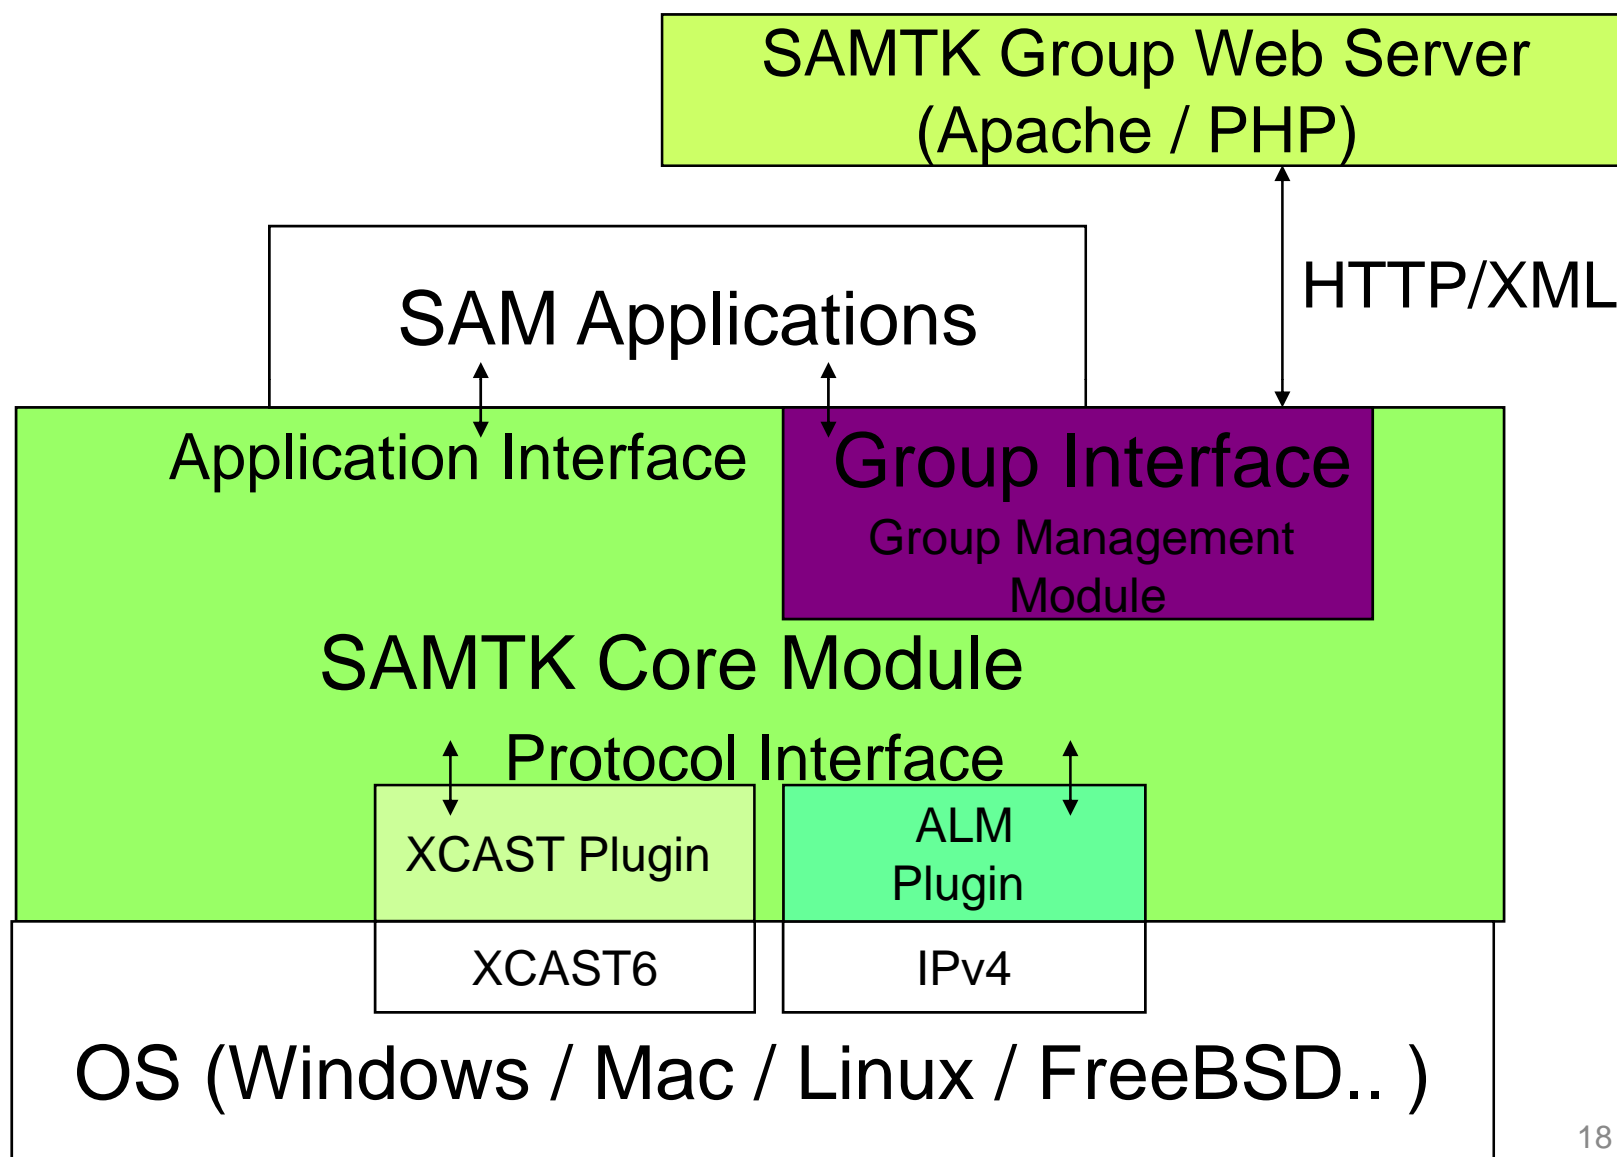 SAMTK Group Web Server
(Apache / PHP)
HTTP/XML
SAM Applications
Application Interface
Group Interface
Group Management
Module
SAMTK Core Module
Protocol Interface
XCAST Plugin
ALM
Plugin
XCAST6
IPv4
OS (Windows / Mac / Linux / FreeBSD.. )
18